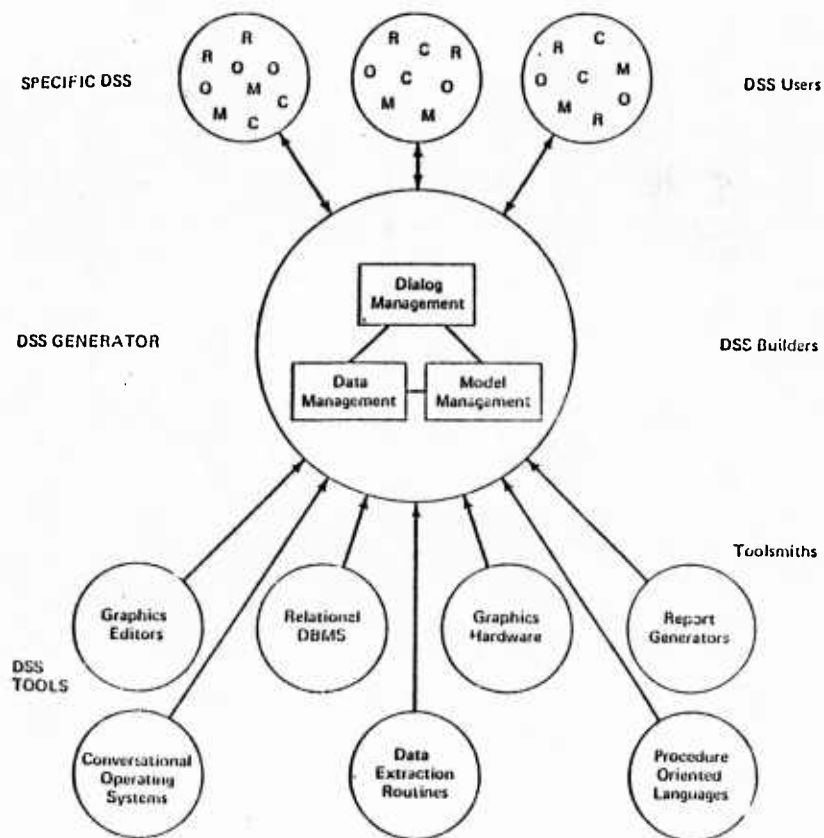 R
R
O
O
O
M
C
M
C
R
C
R
O
C
O
M
M
C
R
M
O
C
O
M
R
SPECIFIC DSS
DSS Users
Dialog
Management
DSS GENERATOR
DSS Builders
Data
Management
Model
Management
Toolsmiths
Graphics
Editors
Relational
DBMS
Graphics
Hardware
Report
Generators
DSS
TOOLS
Conversational
Operating
Systems
Data
Extraction
Routines
Procedure
Oriented
Languages